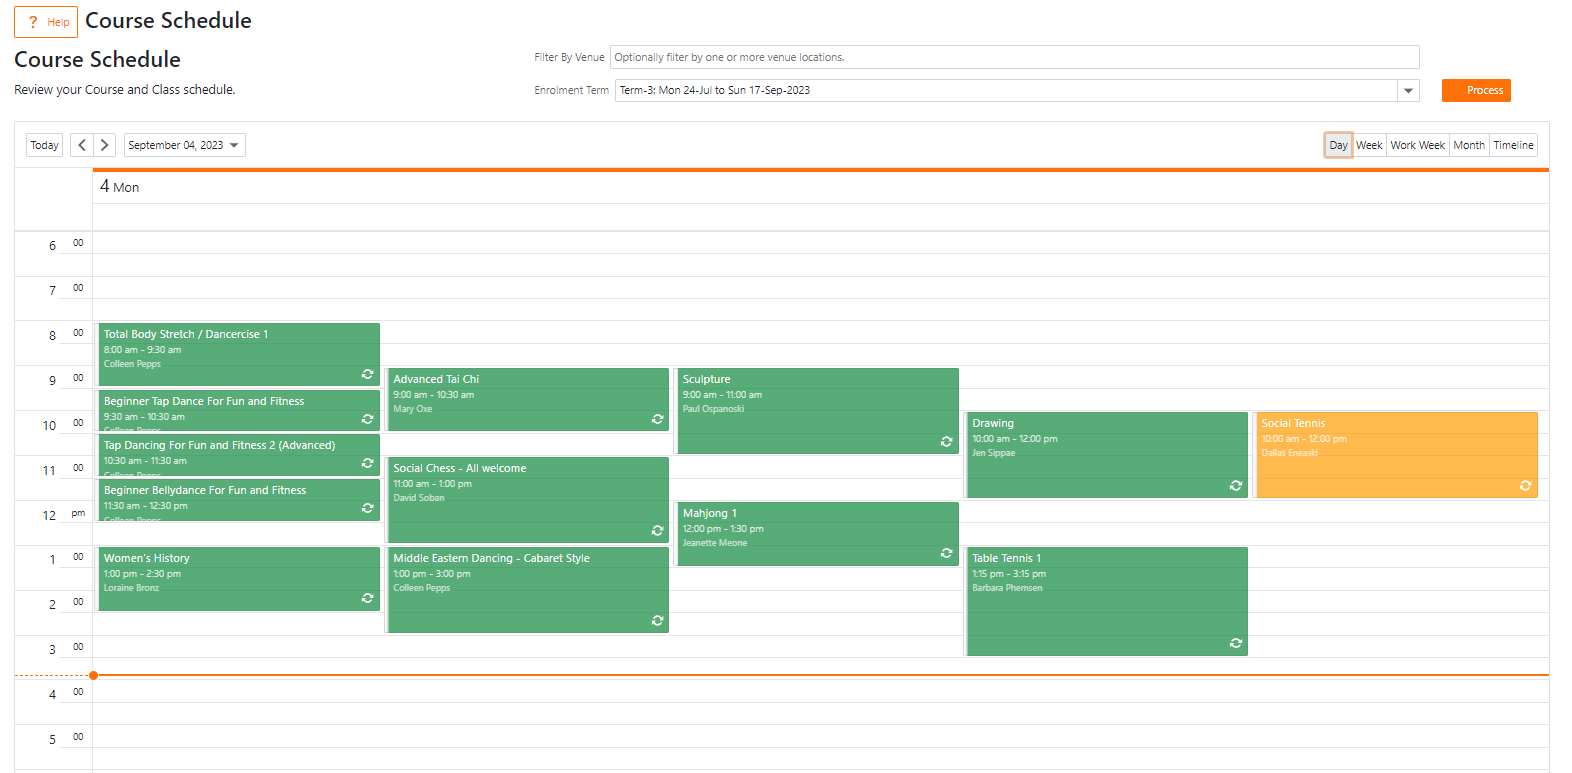 ? Help Course Schedule
Course Schedule
Review your Course and Class schedule.
Filter By Venue Optionally filter by one or more venue locations.
Enrolment Term Term-3: Mon 24-Jul to Sun 17-Sep-2023 Process
Today September 04, 2023 Day Week Work Week Month Timeline
4 Mon
6 00
7 00
8 00
9 00
10 00
11 00
12 pm
1 00
2 00
3 00
4 00
5 00
Total Body Stretch / Dancercise 1
8:00 am - 9:30 am
Colleen Pepps
Beginner Tap Dance For Fun and Fitness
9:30 am - 10:30 am
Colleen Pepps
Tap Dancing For Fun and Fitness 2 (Advanced)
10:30 am - 11:30 am
Colleen Pepps
Beginner Bellydance For Fun and Fitness
11:30 am - 12:30 pm
Colleen Pepps
Women's History
1:00 pm - 2:30 pm
Loraine Bronz
Advanced Tai Chi
9:00 am - 10:30 am
Mary Oxe
Social Chess - All welcome
11:00 am - 1:00 pm
David Soban
Middle Eastern Dancing - Cabaret Style
1:00 pm - 3:00 pm
Colleen Pepps
Sculpture
9:00 am - 11:00 am
Paul Ospanoski
Mahjong 1
12:00 pm - 1:30 pm
Jeanette Meone
Drawing
10:00 am - 12:00 pm
Jen Sippae
Table Tennis 1
1:15 pm - 3:15 pm
Barbara Phemsen
Social Tennis
10:00 am - 12:00 pm
Dallas Eneaski